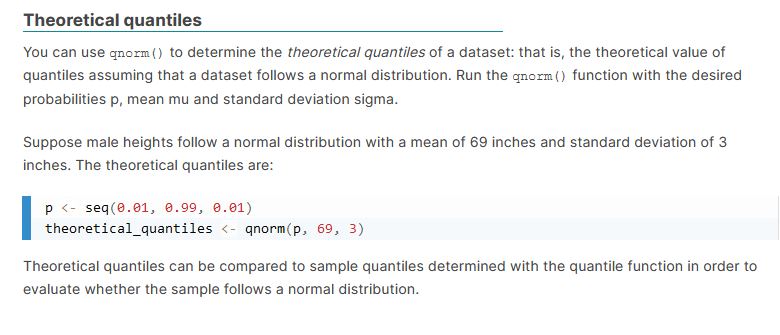 Theoretical quantiles
You can use qnorm() to determine the theoretical quantiles of a dataset: that is, the theoretical value of
quantiles assuming that a dataset follows a normal distribution. Run the qnorm() function with the desired
probabilities p, mean mu and standard deviation sigma.
Suppose male heights follow a normal distribution with a mean of 69 inches and standard deviation of 3
inches. The theoretical quantiles are:
p <- seq(0.01, 0.99, 0.01)
theoretical_quantiles <- qnorm(p, 69, 3)
Theoretical quantiles can be compared to sample quantiles determined with the quantile function in order to
evaluate whether the sample follows a normal distribution.